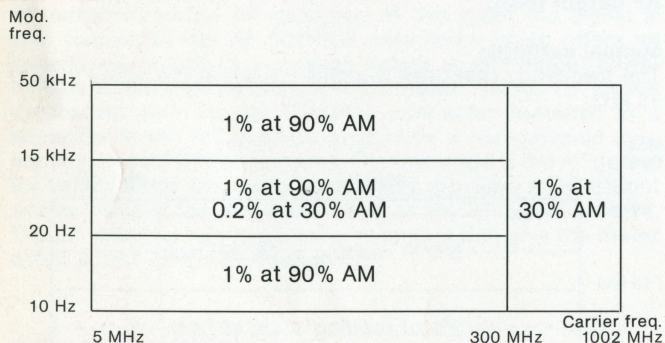 Mod.
freq.
50 kHz
1% at 90% AM
15 kHz
1% at 90% AM
0.2% at 30% AM
1% at
30% AM
20 Hz
1% at 90% AM
10 Hz
Carrier freq.
5 MHz
300 MHz
1002 MHz